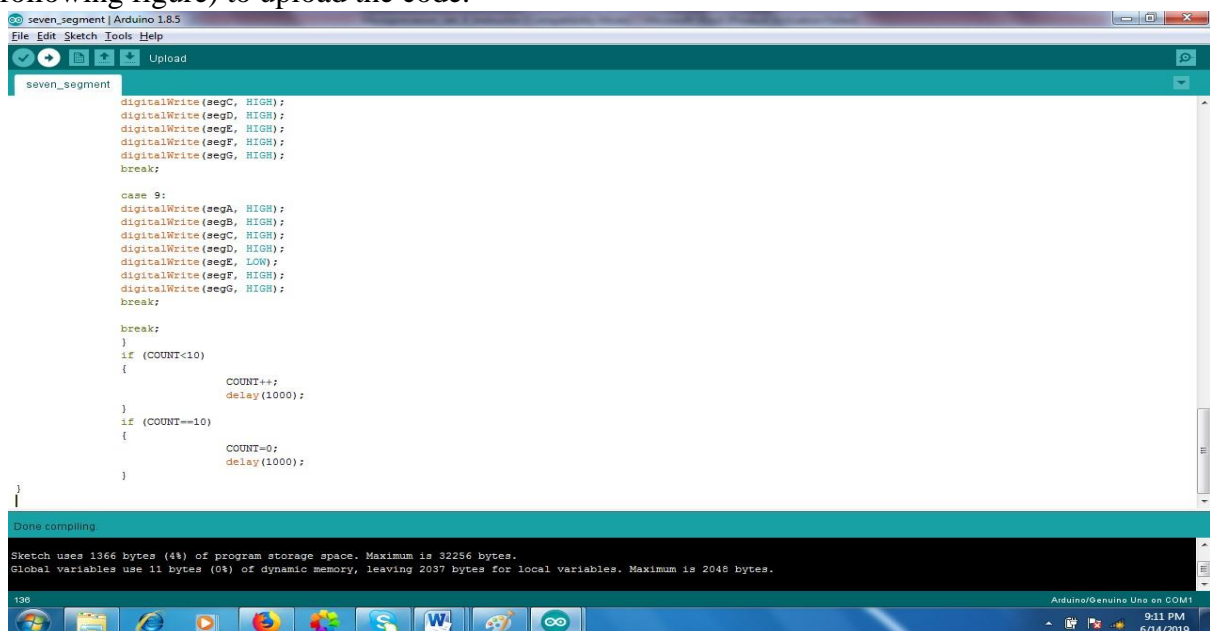 following figure) to upload the code.
seven_segment | Arduino 1.8.5
File Edit Sketch Tools Help
Upload
seven_segment
digitalWrite(segC, HIGH);
digitalWrite(segD, HIGH);
digitalWrite(segE, HIGH);
digitalWrite(segF, HIGH);
digitalWrite(segG, HIGH);
break;
case 9:
digitalWrite(segA, HIGH);
digitalWrite(segB, HIGH);
digitalWrite(segC, HIGH);
digitalWrite(segD, HIGH);
digitalWrite(segE, LOW);
digitalWrite(segF, HIGH);
digitalWrite(segG, HIGH);
break;
break;
}
if (COUNT<10)
{
COUNT++;
delay(1000);
}
if (COUNT==10)
{
COUNT=0;
delay(1000);
}
}
Done compiling.
Sketch uses 1366 bytes (4%) of program storage space. Maximum is 32256 bytes.
Global variables use 11 bytes (0%) of dynamic memory, leaving 2037 bytes for local variables. Maximum is 2048 bytes.
136 Arduino/Genuino Uno on COM1
9:11 PM
6/14/2019